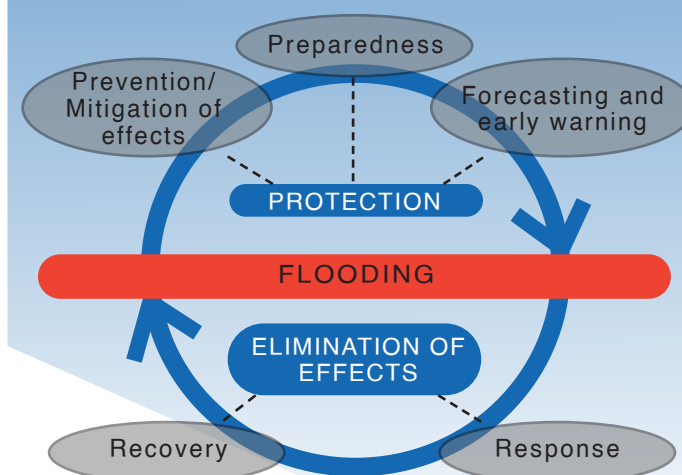 Preparedness
Prevention/
Mitigation of
effects
Forecasting and
early warning
PROTECTION
FLOODING
ELIMINATION OF
EFFECTS
Recovery
Response